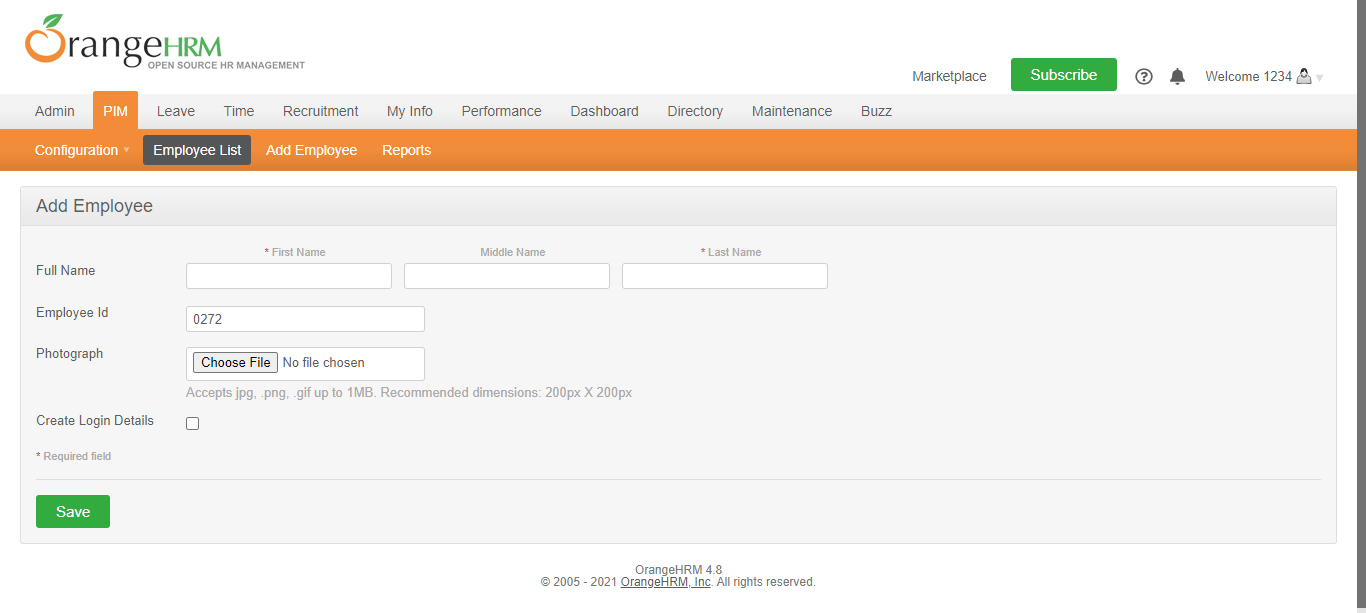 OrangeHRM
OPEN SOURCE HR MANAGEMENT
Marketplace Subscribe Welcome 1234
Admin PIM Leave Time Recruitment My Info Performance Dashboard Directory Maintenance Buzz
Configuration Employee List Add Employee Reports
Add Employee
* First Name Middle Name * Last Name
Full Name
Employee Id 0272
Photograph Choose File No file chosen
Accepts jpg, .png, .gif up to 1MB. Recommended dimensions: 200px X 200px
Create Login Details
* Required field
Save
OrangeHRM 4.8
© 2005 - 2021 OrangeHRM, Inc. All rights reserved.